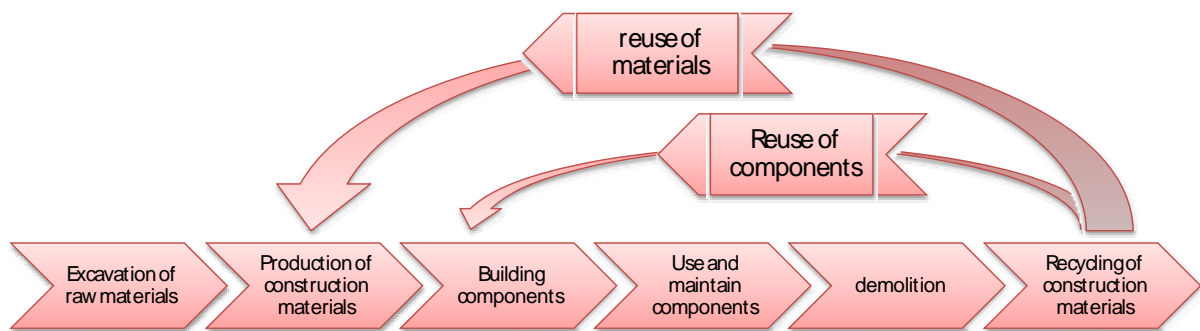 reuse of
materials
Reuse of
components
Excavation of
raw materials
Production of
construction
materials
Building
components
Use and
maintain
components
demolition
Recycling of
construction
materials